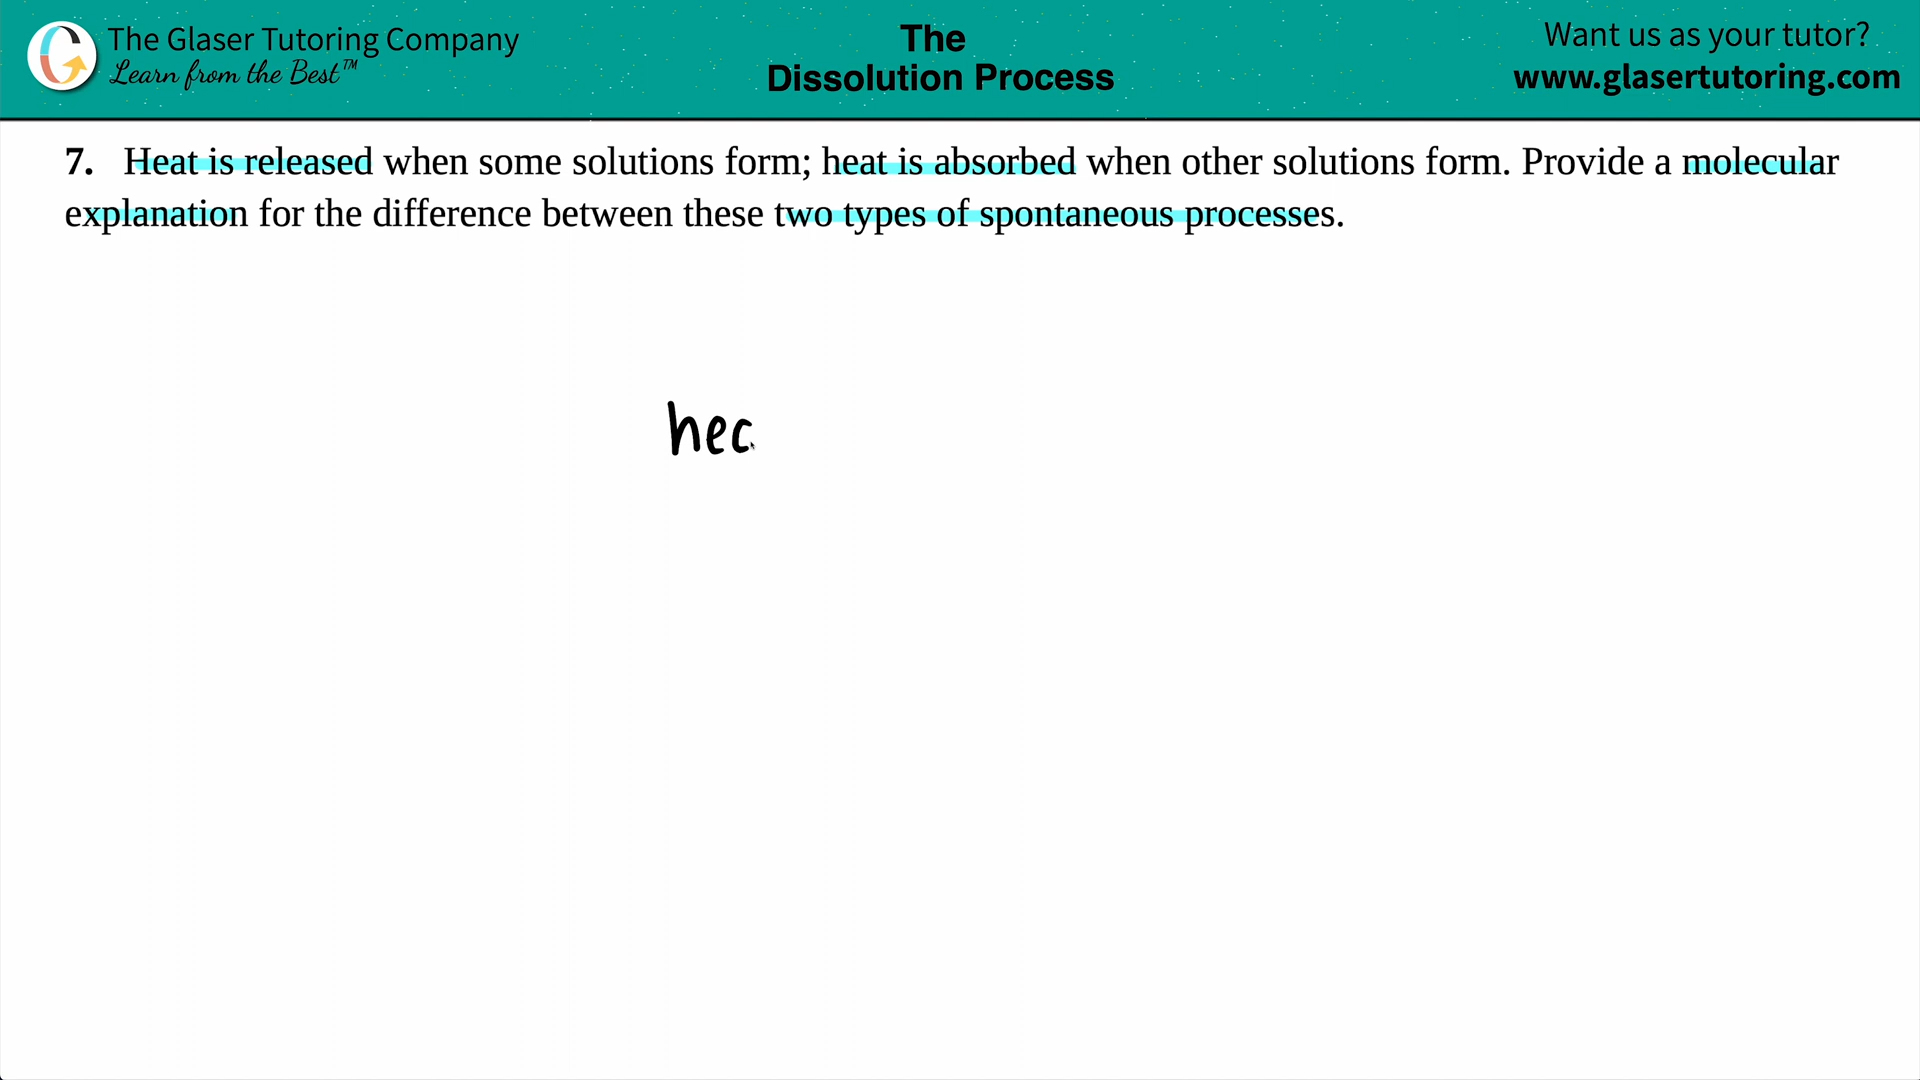 The Glaser Tutoring Company
Learn from the Best™
The
Dissolution Process
Want us as your tutor?
www.glasertutoring.com
7. Heat is released when some solutions form; heat is absorbed when other solutions form. Provide a molecular
explanation for the difference between these two types of spontaneous processes.
hec